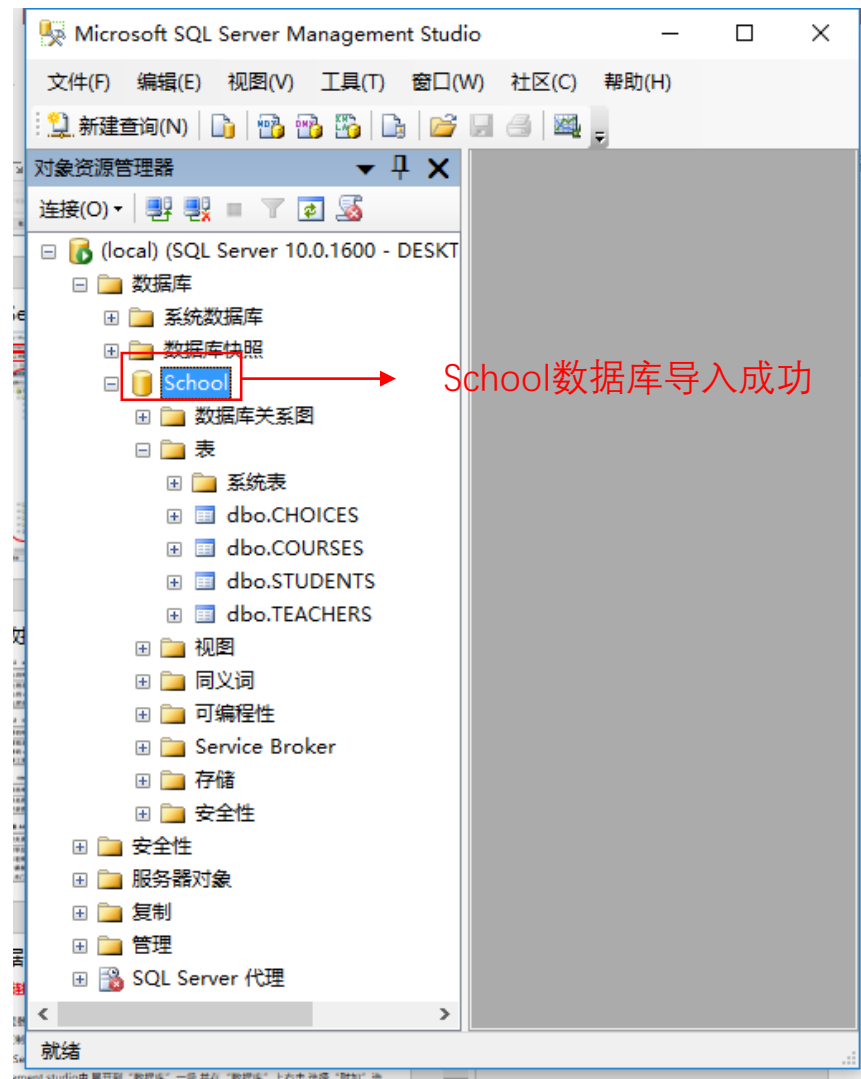 Microsoft SQL Server Management Studio
文件(F) 编辑(E) 视图(V) 工具(T) 窗口(W) 社区(C) 帮助(H)
新建查询(N)
对象资源管理器
连接(O)
(local) (SQL Server 10.0.1600 - DESKT
数据库
系统数据库
数据库快照
School
School数据库导入成功
数据库关系图
表
系统表
dbo.CHOICES
dbo.COURSES
dbo.STUDENTS
dbo.TEACHERS
视图
同义词
可编程性
Service Broker
存储
安全性
安全性
服务器对象
复制
管理
SQL Server 代理
就绪